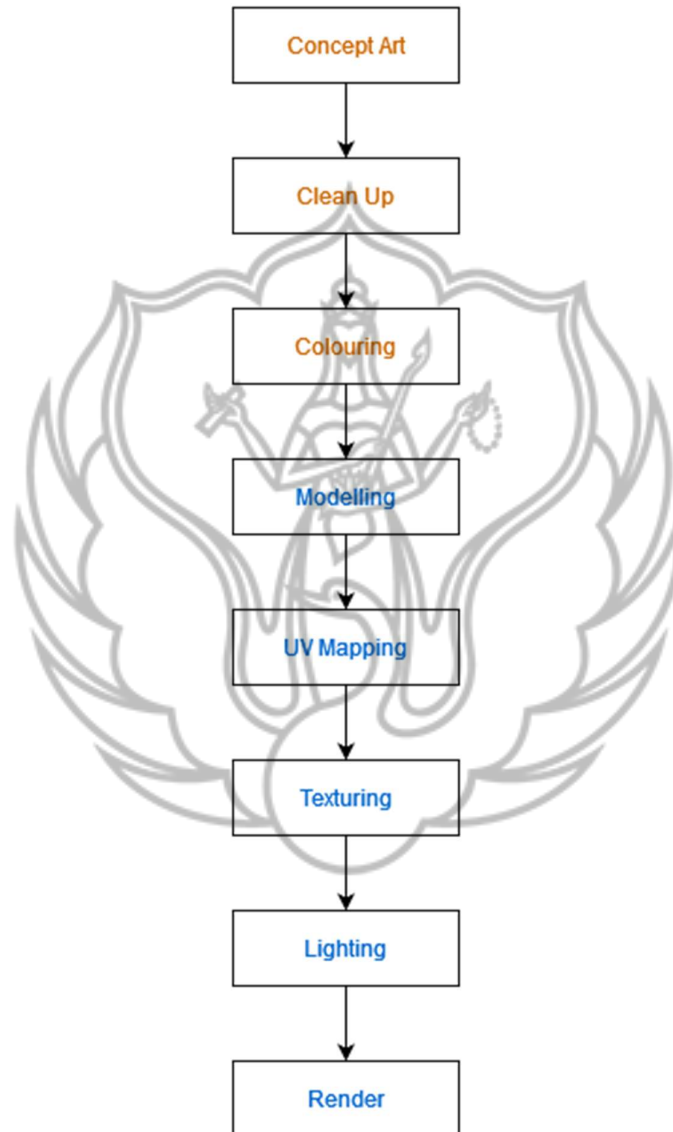 Concept Art
Clean Up
Colouring
Modelling
UV Mapping
Texturing
Lighting
Render